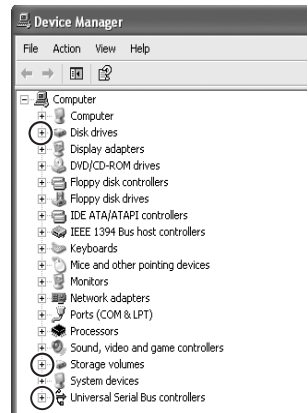 Device Manager
File Action View Help
Computer
Computer
Disk drives
Display adapters
DVD/CD-ROM drives
Floppy disk controllers
Floppy disk drives
IDE ATA/ATAPI controllers
IEEE 1394 Bus host controllers
Keyboards
Mice and other pointing devices
Monitors
Network adapters
Ports (COM & LPT)
Processors
Sound, video and game controllers
Storage volumes
System devices
Universal Serial Bus controllers